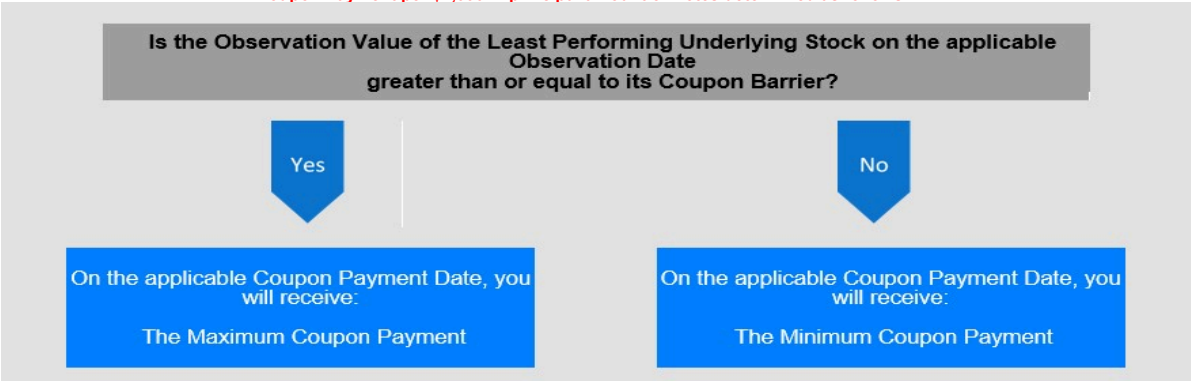 Is the Observation Value of the Least Performing Underlying Stock on the applicable
Observation Date
greater than or equal to its Coupon Barrier?
Yes
No
On the applicable Coupon Payment Date, you
will receive:
The Maximum Coupon Payment
On the applicable Coupon Payment Date, you
will receive:
The Minimum Coupon Payment